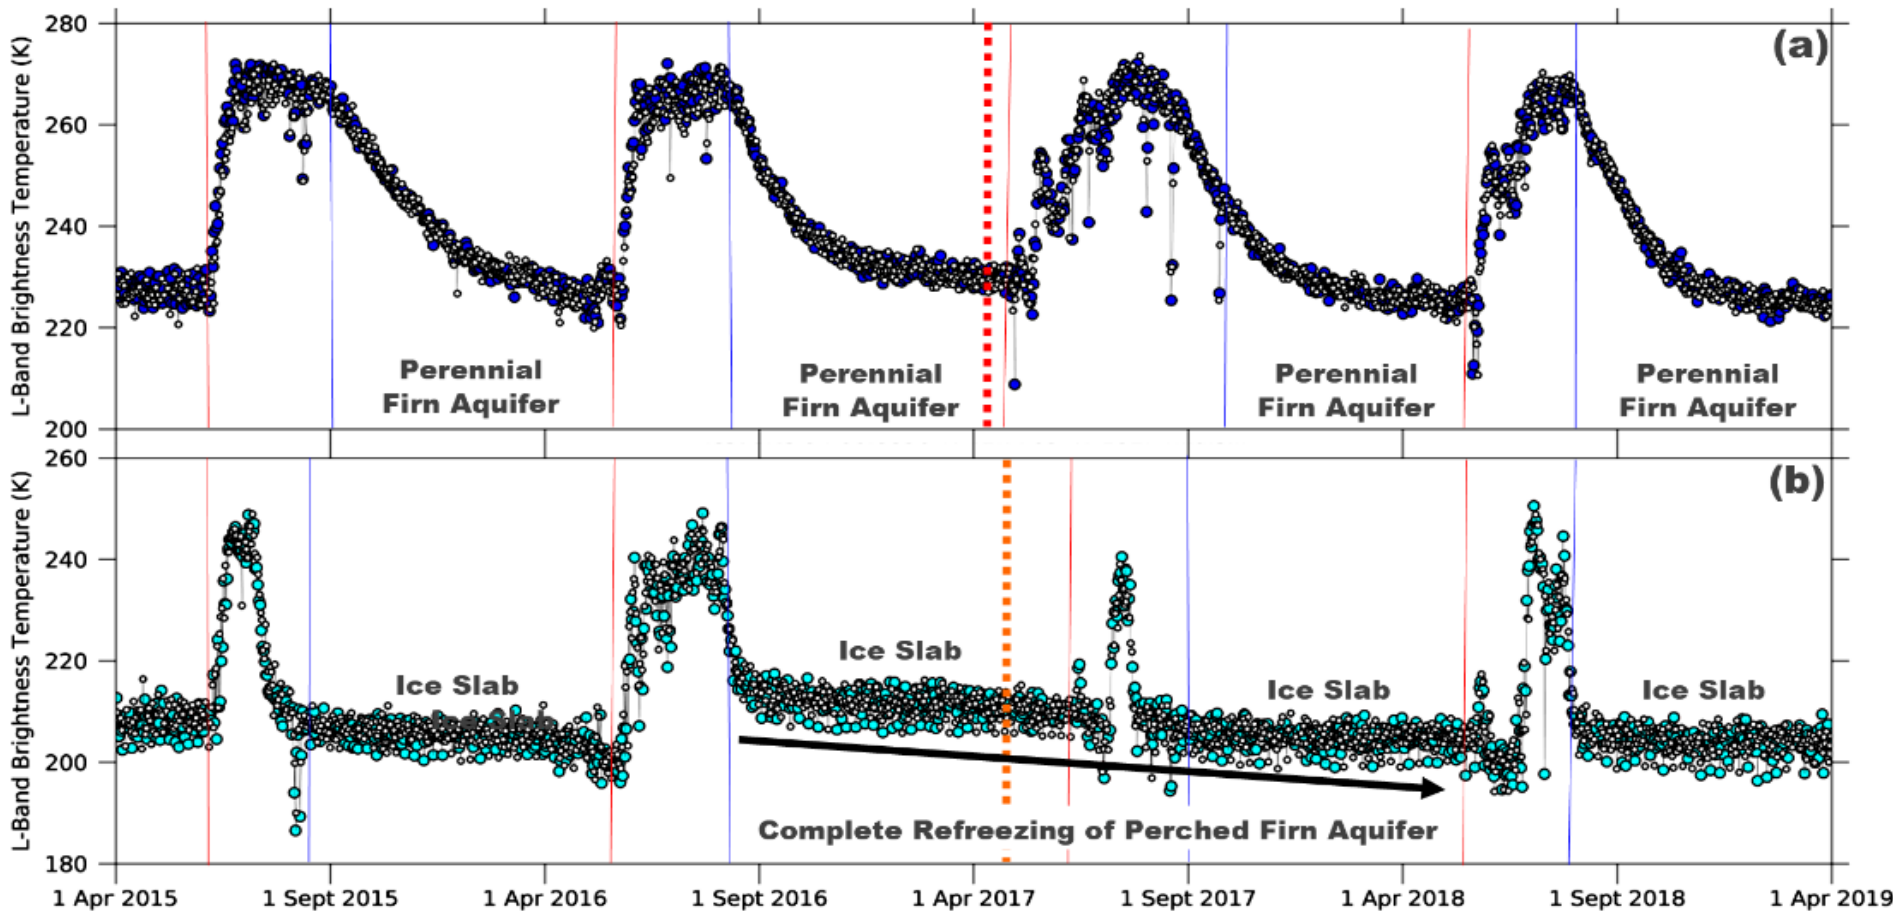 280
(a)
260
240
220
200
L-Band Brightness Temperature (K)
Perennial
Firn Aquifer
Perennial
Firn Aquifer
Perennial
Firn Aquifer
Perennial
Firn Aquifer
260
(b)
240
220
200
180
L-Band Brightness Temperature (K)
Ice Slab
Ice Slab
Ice Slab
Ice Slab
Ice Slab
Complete Refreezing of Perched Firn Aquifer
1 Apr 2015 1 Sept 2015 1 Apr 2016 1 Sept 2016 1 Apr 2017 1 Sept 2017 1 Apr 2018 1 Sept 2018 1 Apr 2019